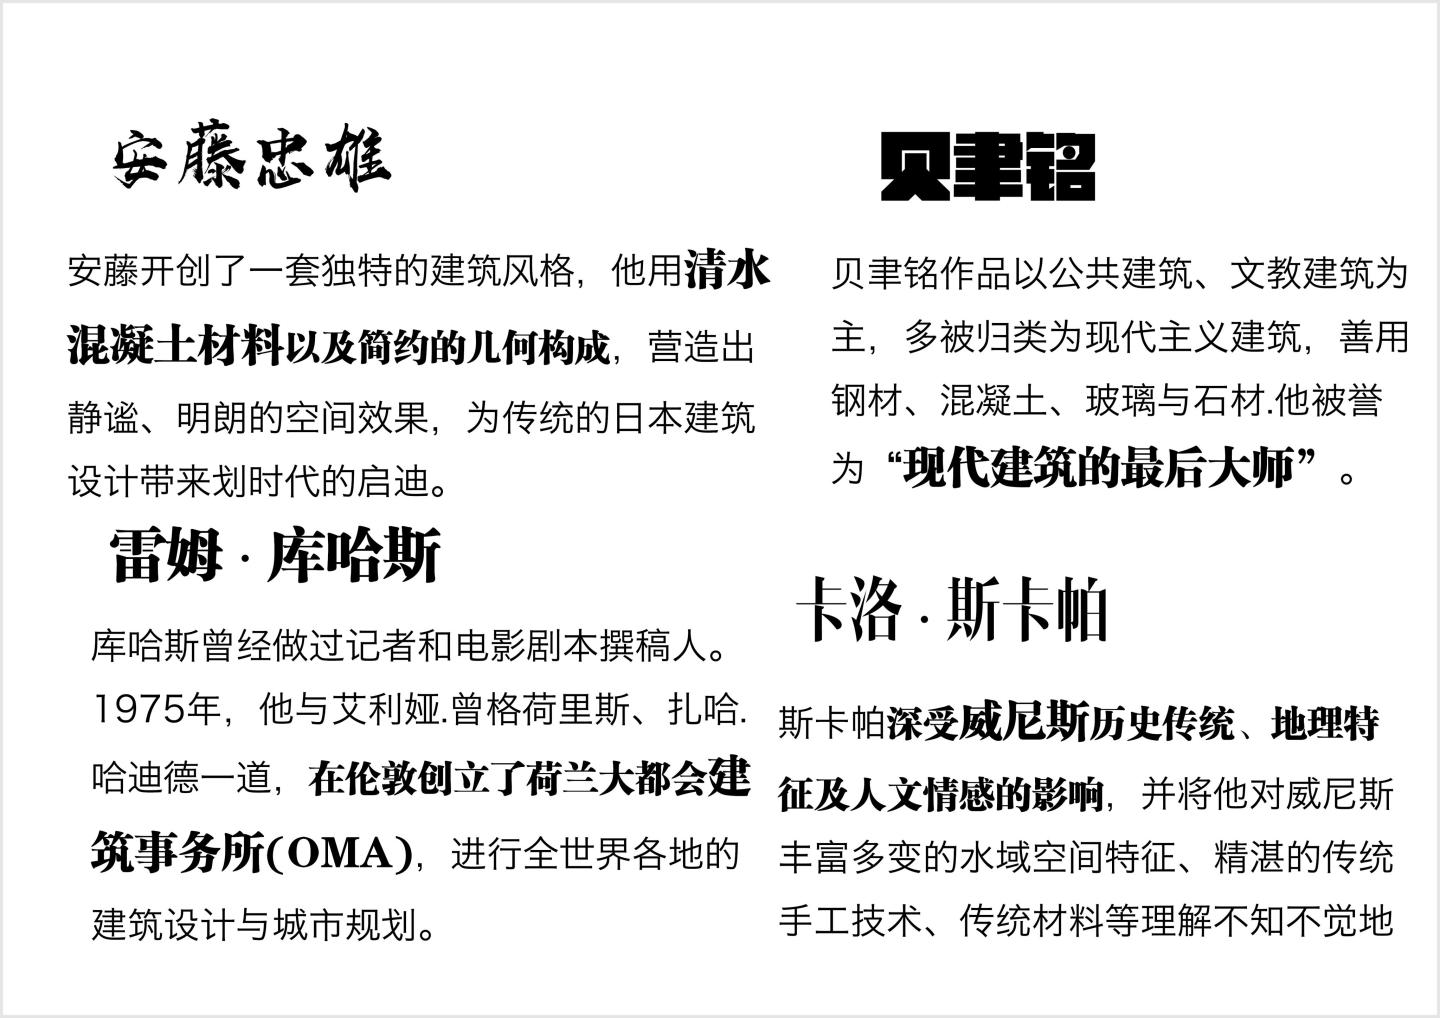 安藤忠雄
安藤开创了一套独特的建筑风格，他用清水
混凝土材料以及简约的几何构成，营造出
静谧、明朗的空间效果，为传统的日本建筑
设计带来划时代的启迪。
贝聿铭
贝聿铭作品以公共建筑、文教建筑为
主，多被归类为现代主义建筑，善用
钢材、混凝土、玻璃与石材.他被誉
为“现代建筑的最后大师”。
雷姆·库哈斯
库哈斯曾经做过记者和电影剧本撰稿人。
1975年，他与艾利娅.曾格荷里斯、扎哈.
哈迪德一道，在伦敦创立了荷兰大都会建
筑事务所(OMA)，进行全世界各地的
建筑设计与城市规划。
卡洛·斯卡帕
斯卡帕深受威尼斯历史传统、地理特
征及人文情感的影响，并将他对威尼斯
丰富多变的水域空间特征、精湛的传统
手工技术、传统材料等理解不知不觉地